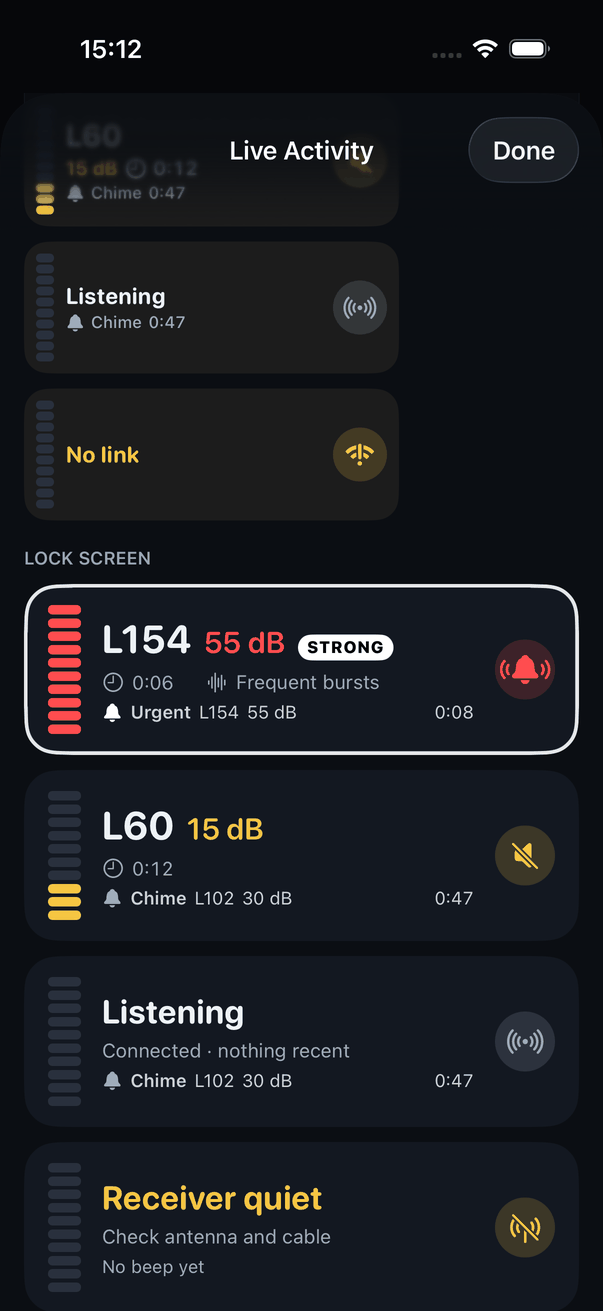 15:12
Live Activity
Done
L60
15 dB 0:12
Chime 0:47
Listening
Chime 0:47
No link
LOCK SCREEN
L154 55 dB STRONG
0:06 Frequent bursts
Urgent L154 55 dB 0:08
L60 15 dB
0:12
Chime L102 30 dB 0:47
Listening
Connected · nothing recent
Chime L102 30 dB 0:47
Receiver quiet
Check antenna and cable
No beep yet